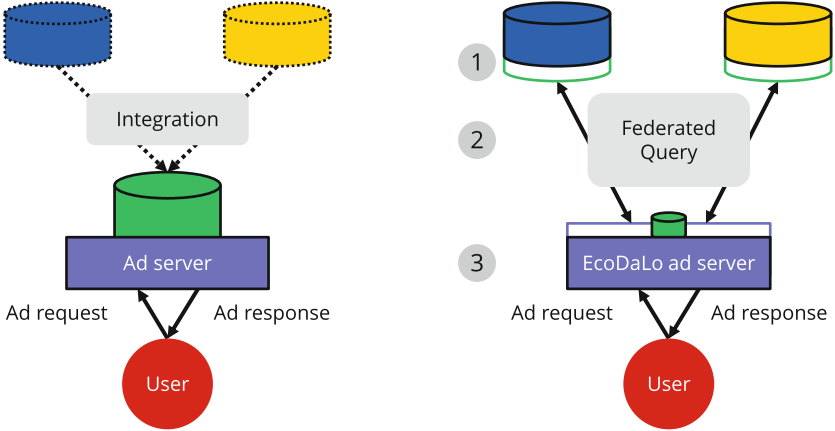 Integration
Ad server
Ad request
Ad response
User
1
2
Federated
Query
3
EcoDaLo ad server
Ad request
Ad response
User